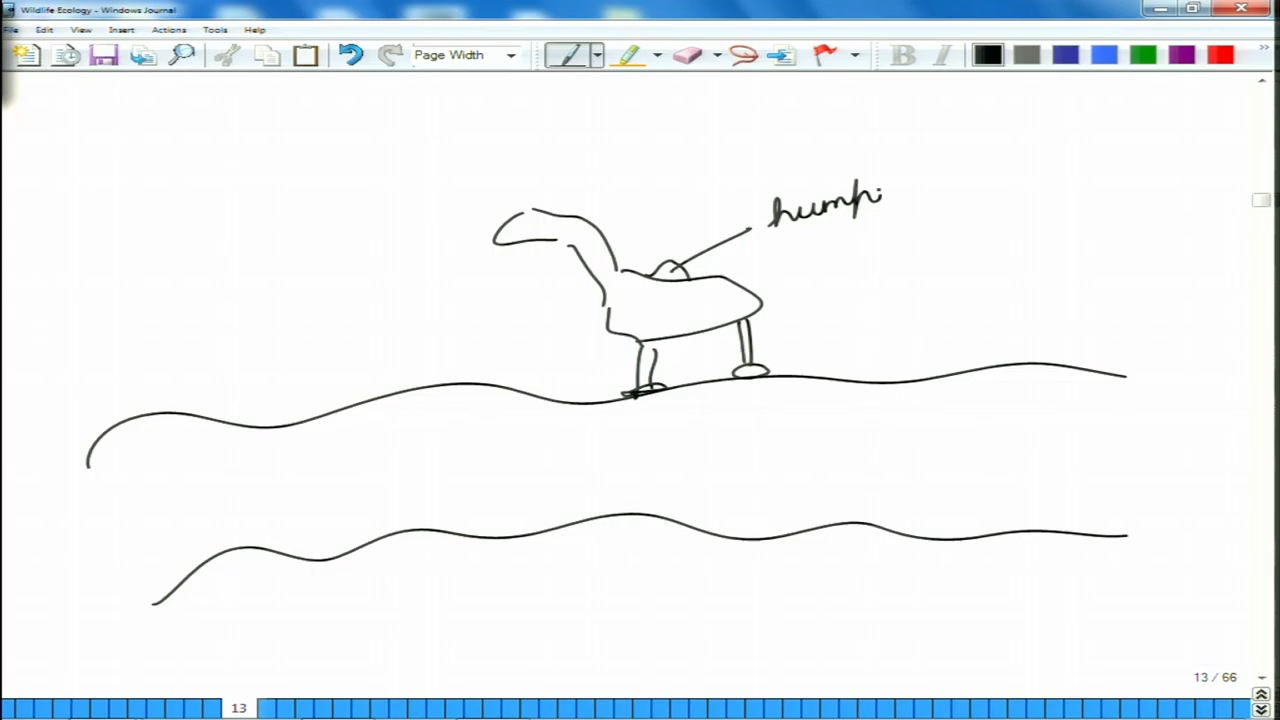 Wildlife Ecology - Windows Journal
File Edit View Insert Actions Tools Help
Page Width
B I
hump
13 / 66
13